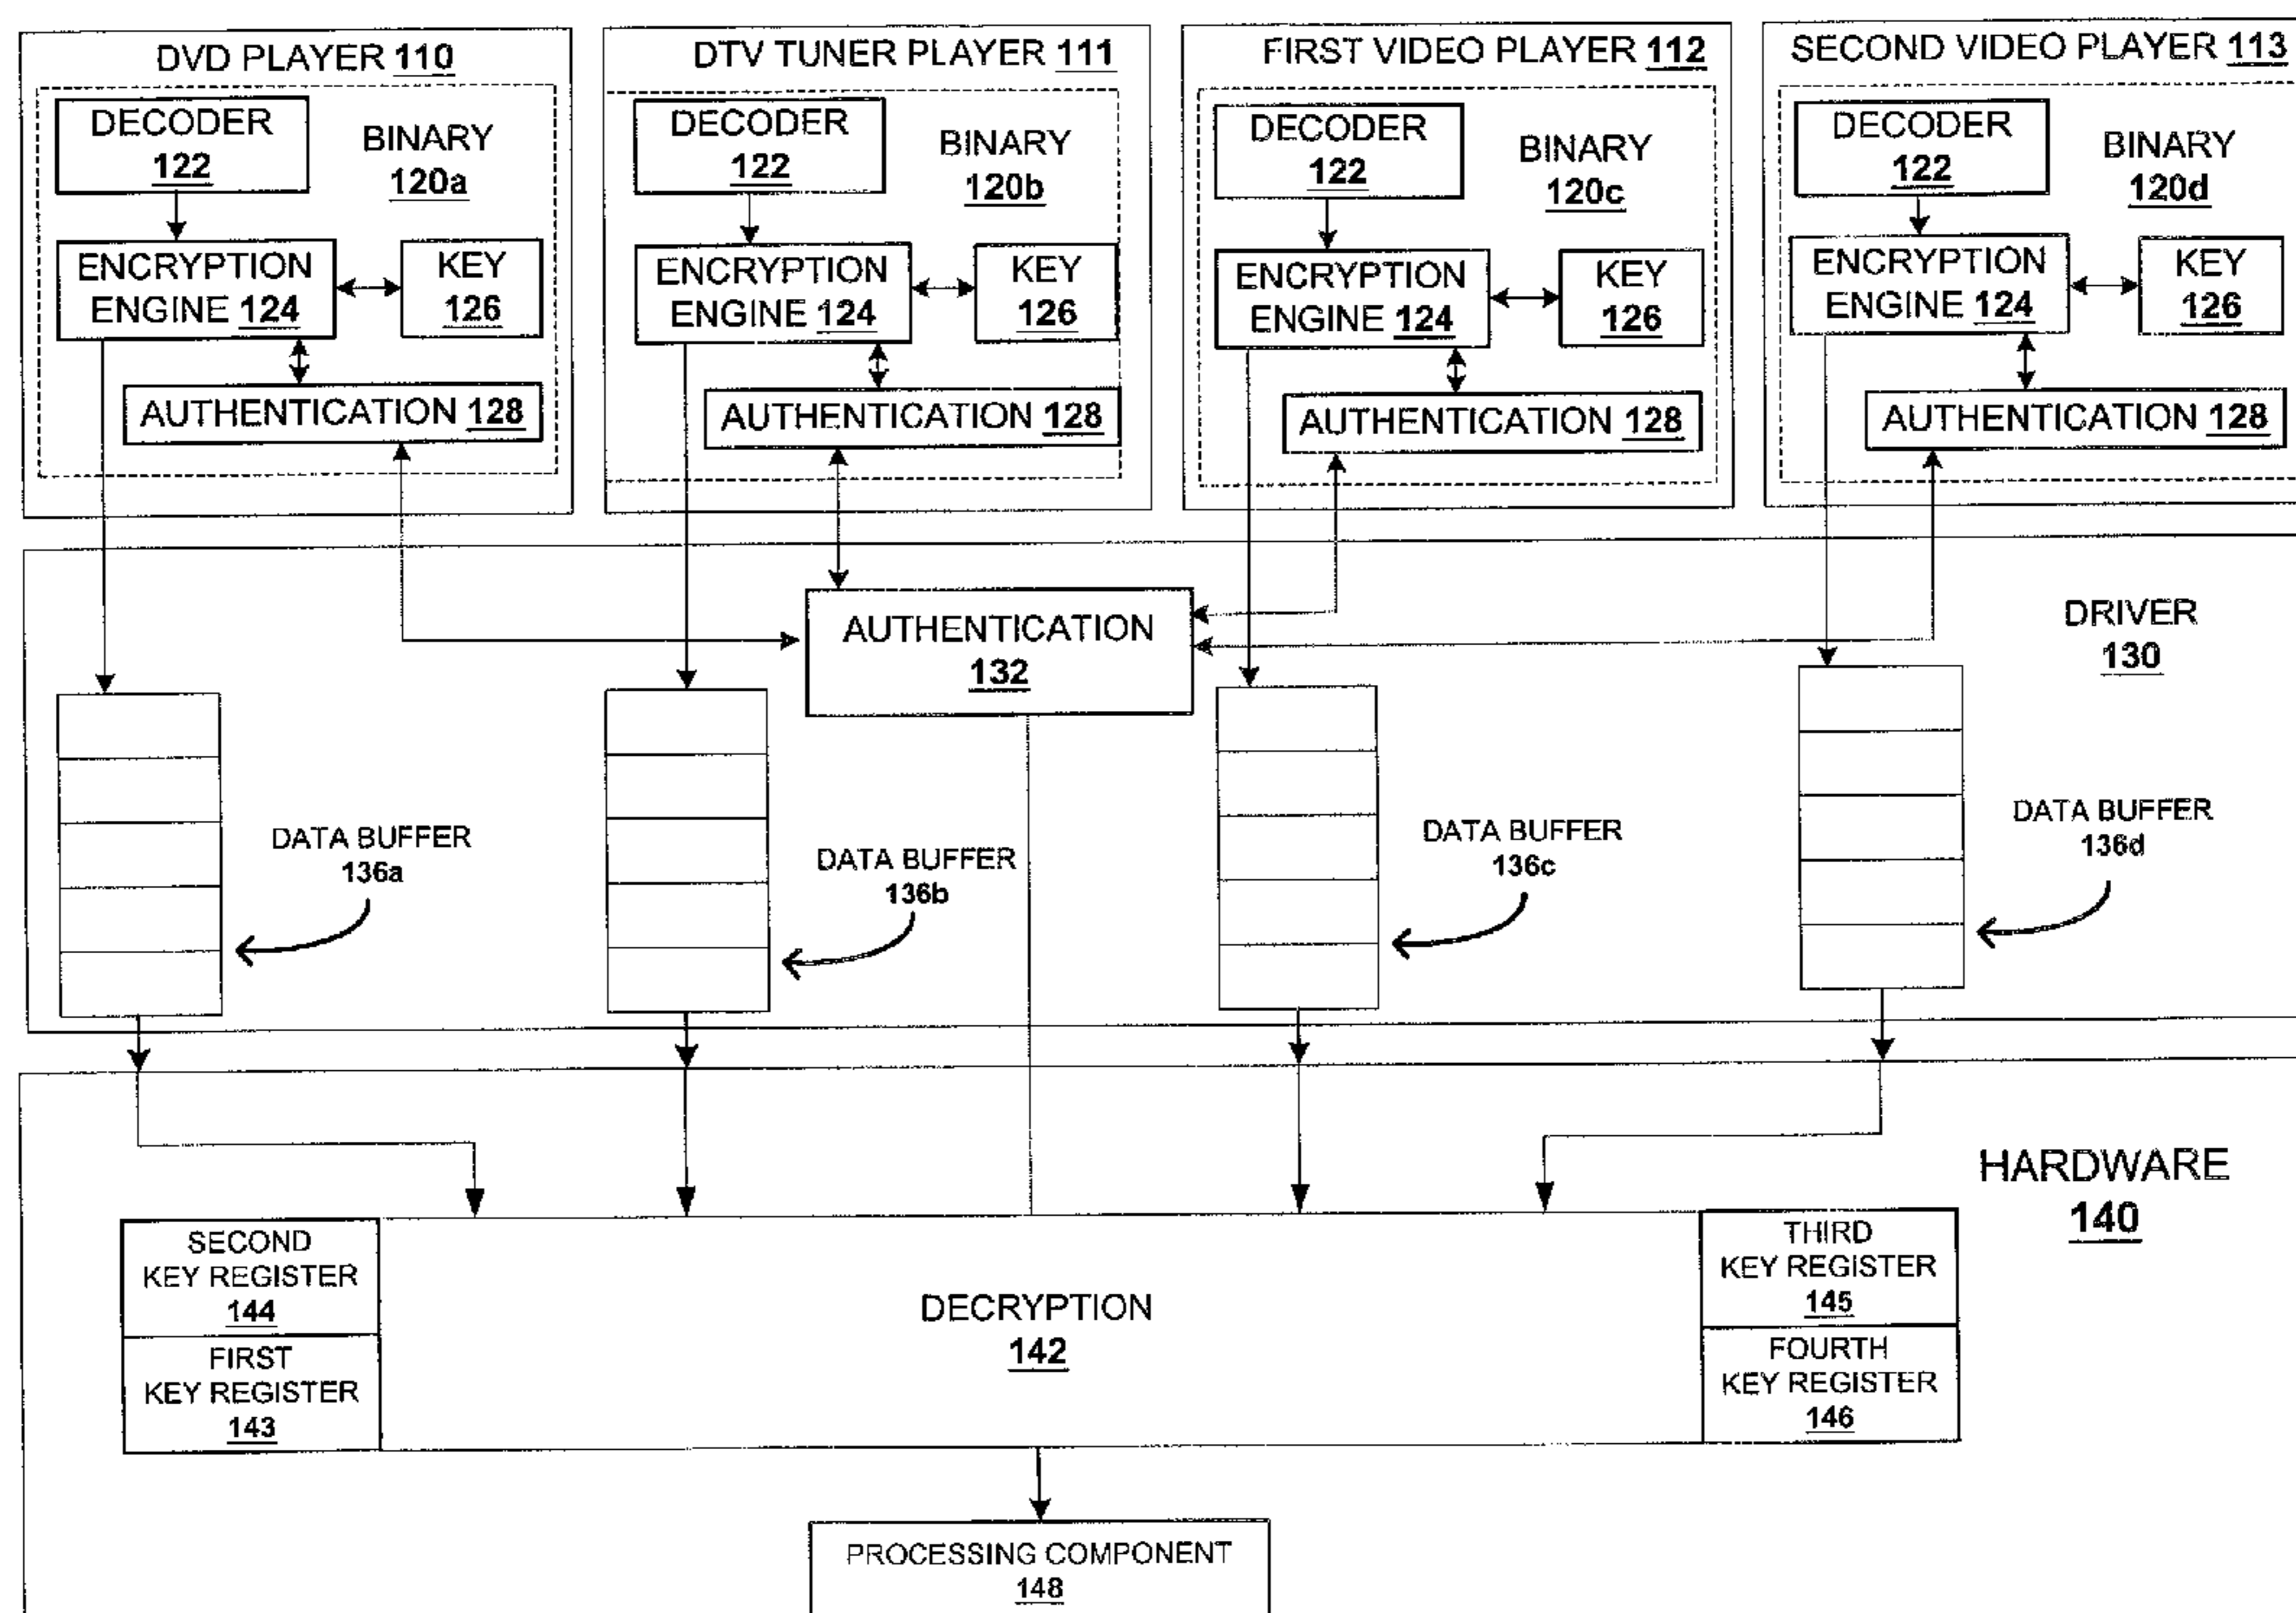 DVD PLAYER 110
DECODER
122
BINARY
120a
ENCRYPTION
ENGINE 124
KEY
126
AUTHENTICATION 128
DTV TUNER PLAYER 111
DECODER
122
BINARY
120b
ENCRYPTION
ENGINE 124
KEY
126
AUTHENTICATION 128
FIRST VIDEO PLAYER 112
DECODER
122
BINARY
120c
ENCRYPTION
ENGINE 124
KEY
126
AUTHENTICATION 128
SECOND VIDEO PLAYER 113
DECODER
122
BINARY
120d
ENCRYPTION
ENGINE 124
KEY
126
AUTHENTICATION 128
AUTHENTICATION
132
DRIVER
130
DATA BUFFER
136a
DATA BUFFER
136b
DATA BUFFER
136c
DATA BUFFER
136d
HARDWARE
140
SECOND
KEY REGISTER
144
FIRST
KEY REGISTER
143
DECRYPTION
142
THIRD
KEY REGISTER
145
FOURTH
KEY REGISTER
146
PROCESSING COMPONENT
148